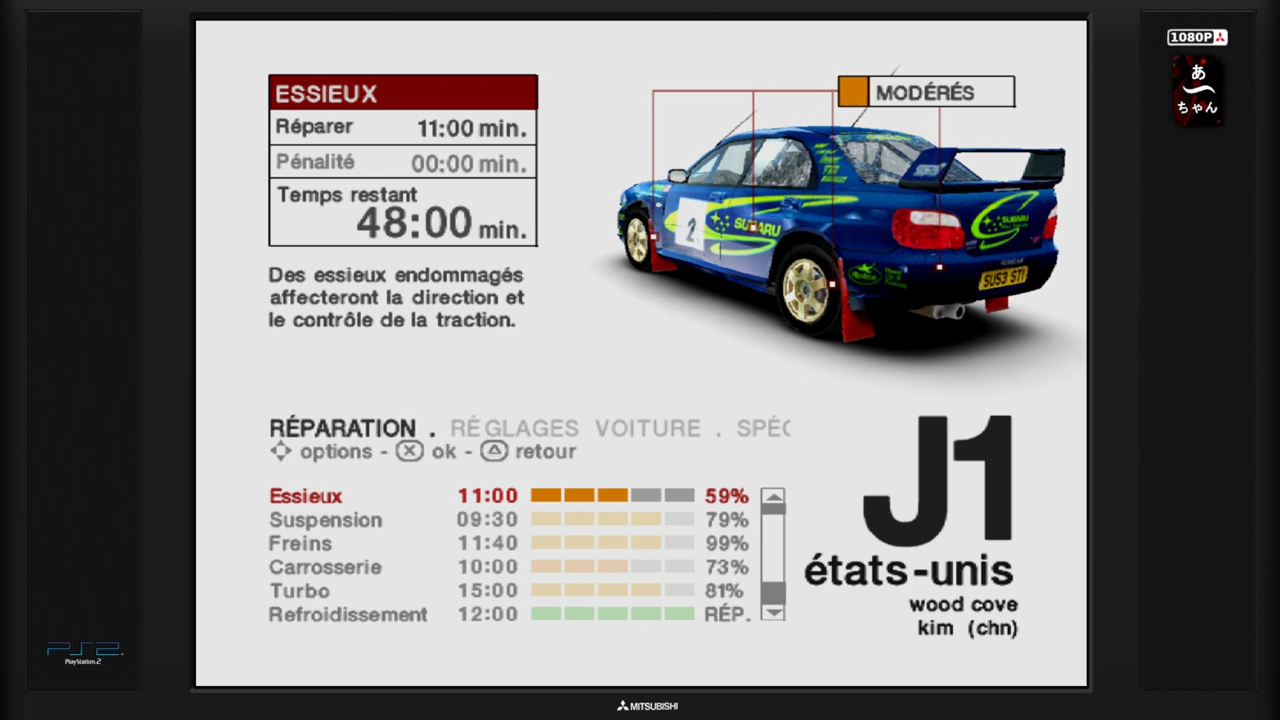 1080P
あ
ー
ちゃん
ESSIEUX
Réparer 11:00 min.
Pénalité 00:00 min.
Temps restant
48:00 min.
Des essieux endommagés
affecteront la direction et
le contrôle de la traction.
MODÉRÉS
2
SUBARU
SUBARU
SU53 STI
RÉPARATION . RÉGLAGES VOITURE . SPÉC
options - ok - retour
Essieux 11:00 59%
Suspension 09:30 79%
Freins 11:40 99%
Carrosserie 10:00 73%
Turbo 15:00 81%
Refroidissement 12:00 RÉP.
J1
états-unis
wood cove
kim (chn)
PS2
PlayStation.2
MITSUBISHI